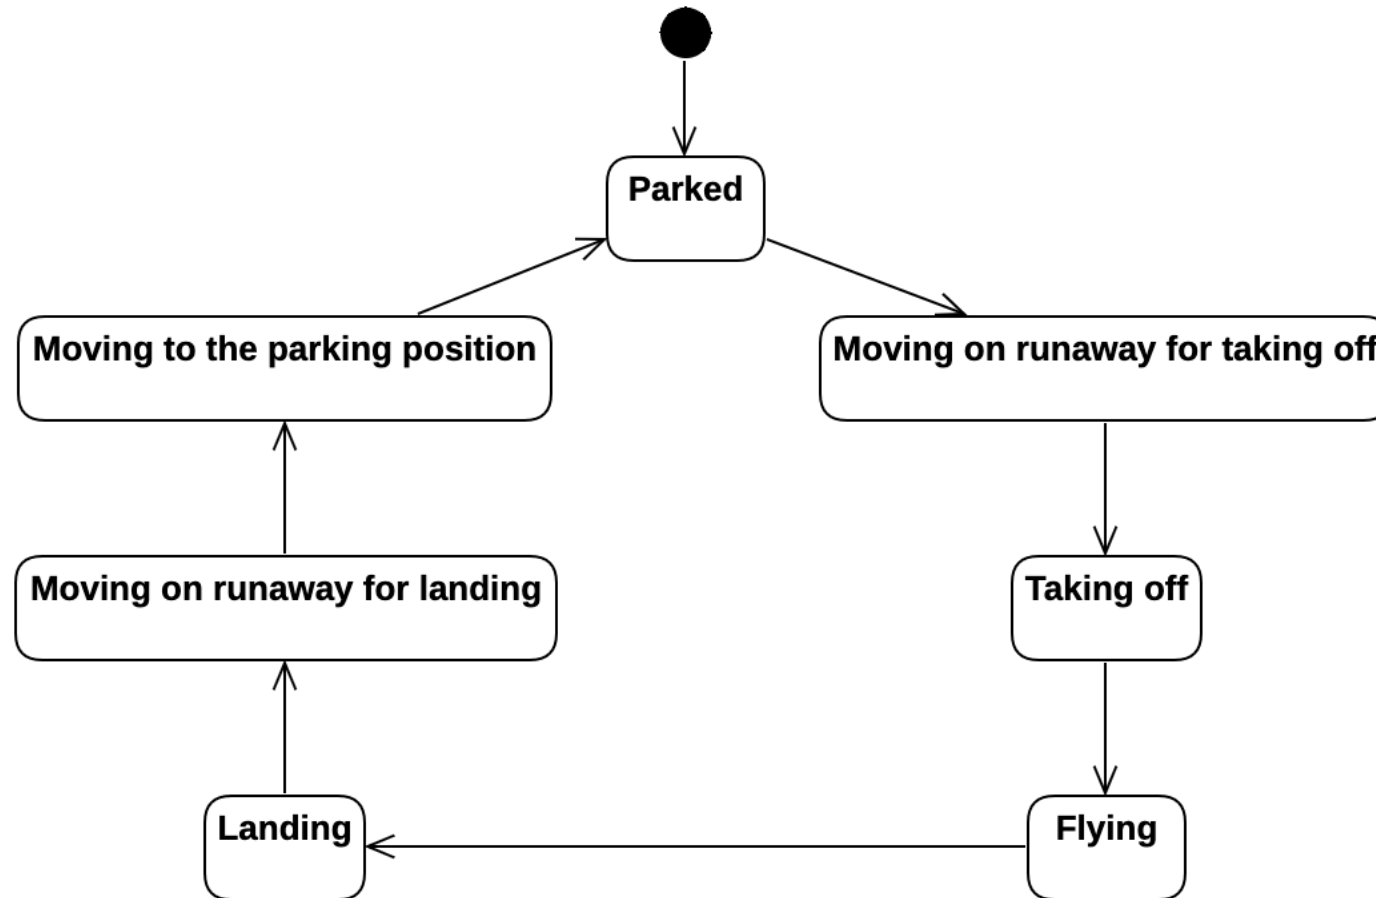 Parked
Moving to the parking position
Moving on runaway for taking off
Moving on runaway for landing
Taking off
Landing
Flying